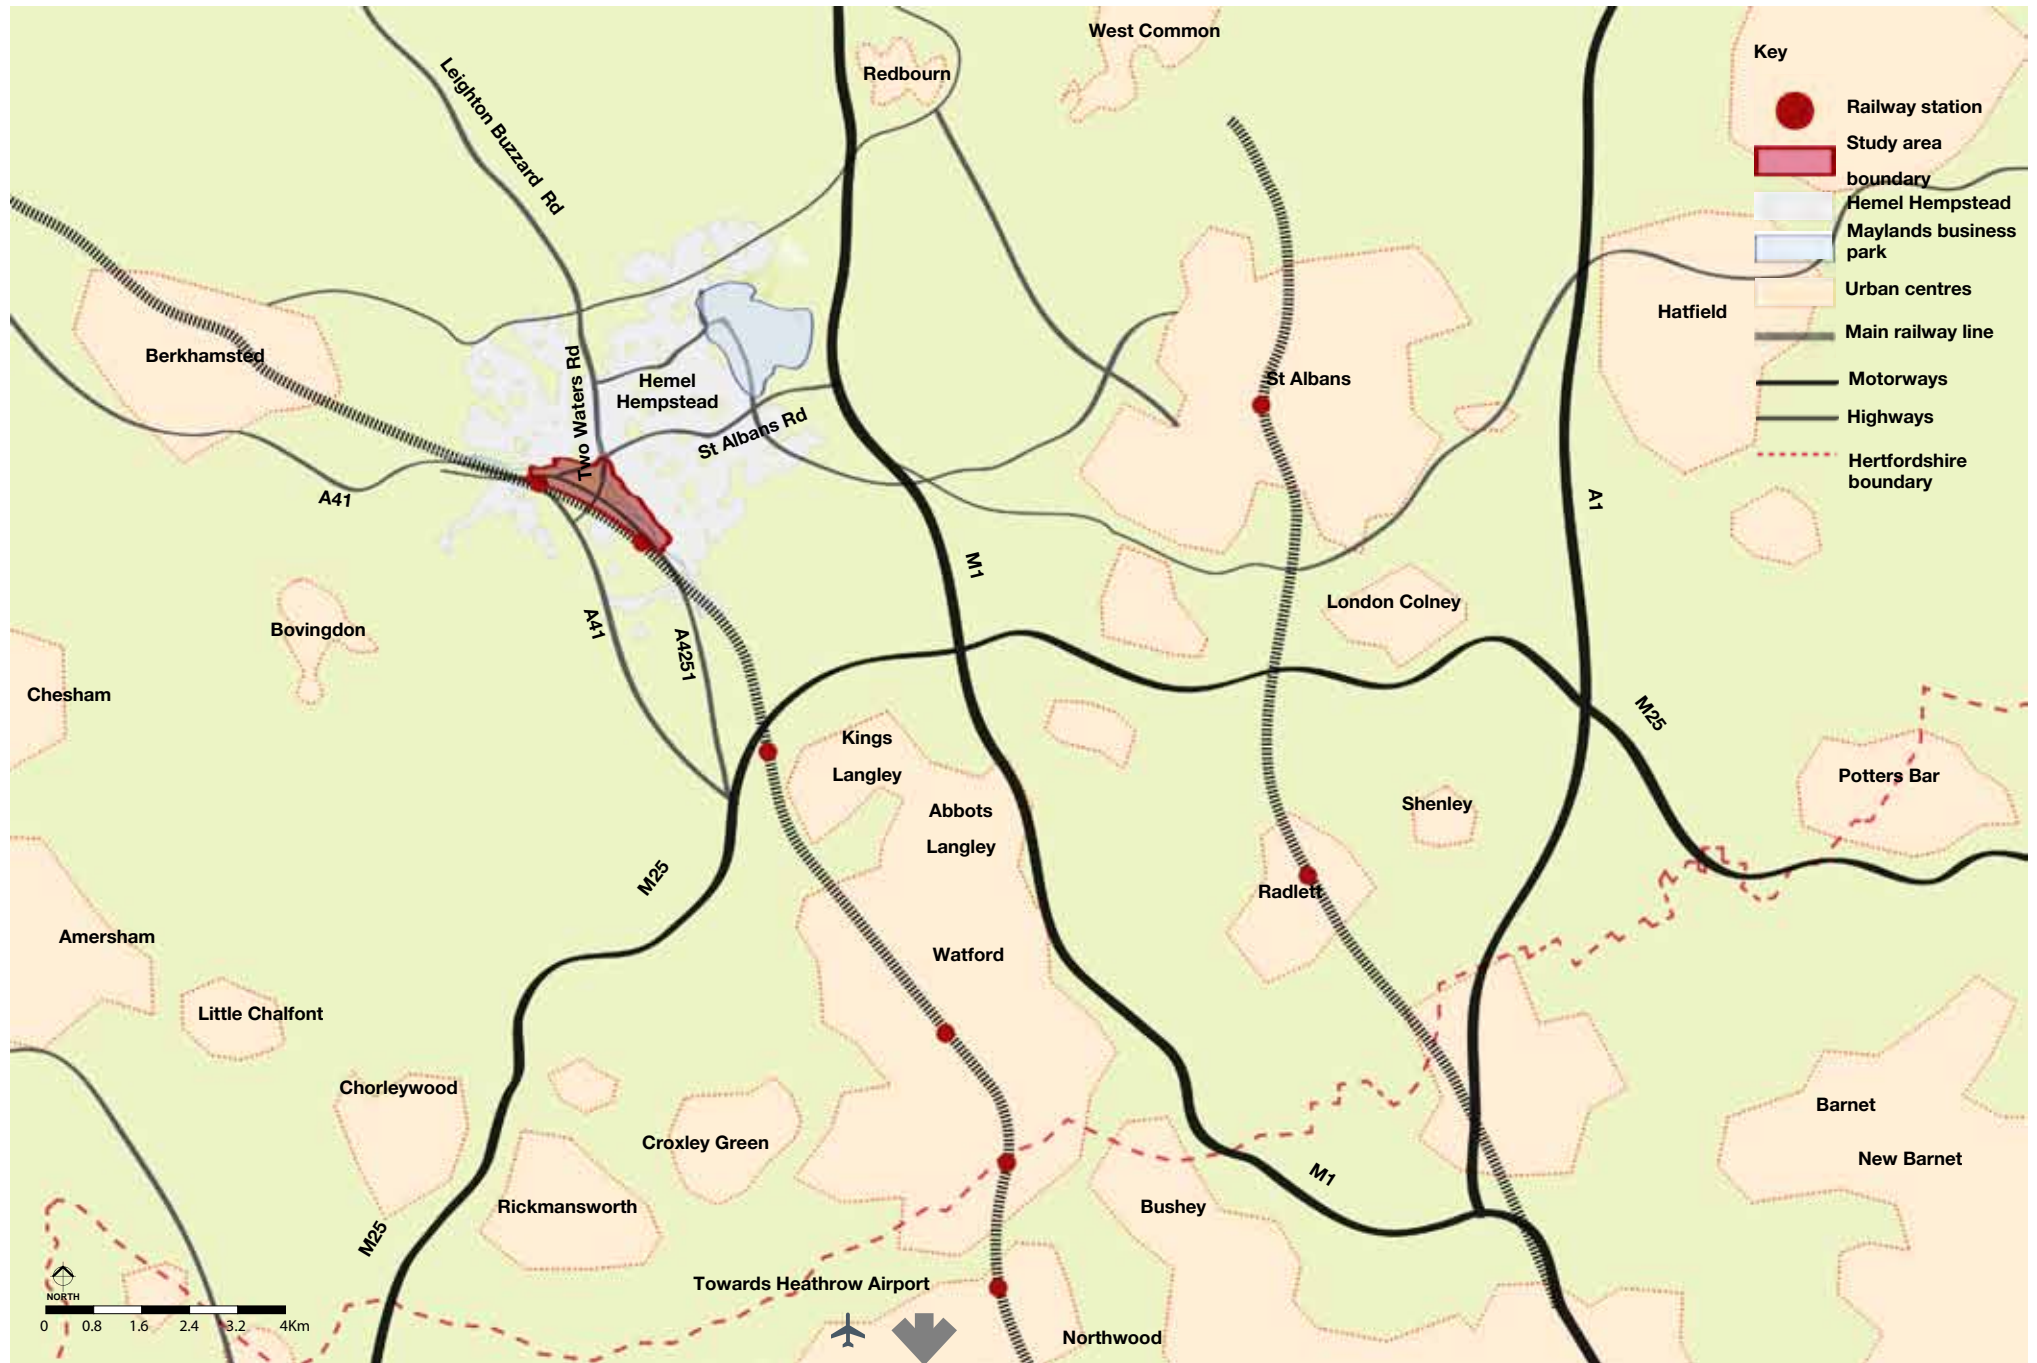 West Common
Key
Redbourn
Leighton Buzzard Rd
Railway station
Study area
boundary
Hemel Hempstead
Maylands business
park
Urban centres
Main railway line
Motorways
Highways
Hertfordshire
boundary
Hatfield
Berkhamsted
Two Waters Rd
Hemel
Hempstead
St Albans Rd
St Albans
A41
A1
M1
London Colney
Bovingdon
A41
A4251
Chesham
M25
Kings
Langley
Potters Bar
Abbots
Langley
Shenley
M25
Radlett
Amersham
Watford
Little Chalfont
Chorleywood
Croxley Green
Barnet
New Barnet
M1
Rickmansworth
Bushey
M25
Towards Heathrow Airport
Northwood
NORTH
0 0.8 1.6 2.4 3.2 4Km